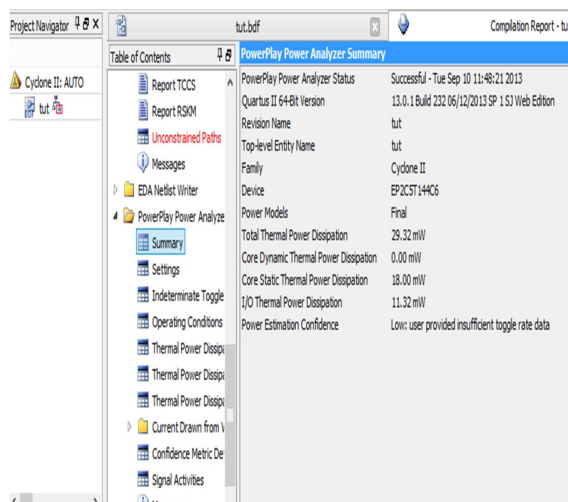 Project Navigator
Cyclone II: AUTO
tut
tut.bdf
Compilation Report - tu
Table of Contents
Report TCCS
Report RSKM
Unconstrained Paths
Messages
EDA Netlist Writer
PowerPlay Power Analyze
Summary
Settings
Indeterminate Toggle
Operating Conditions
Thermal Power Dissipa
Thermal Power Dissipa
Thermal Power Dissipa
Current Drawn from V
Confidence Metric De
Signal Activities
PowerPlay Power Analyzer Summary
PowerPlay Power Analyzer Status Successful - Tue Sep 10 11:48:21 2013
Quartus II 64-Bit Version 13.0.1 Build 232 06/12/2013 SP 1 SJ Web Edition
Revision Name tut
Top-level Entity Name tut
Family Cyclone II
Device EP2C5T144C6
Power Models Final
Total Thermal Power Dissipation 29.32 mW
Core Dynamic Thermal Power Dissipation 0.00 mW
Core Static Thermal Power Dissipation 18.00 mW
I/O Thermal Power Dissipation 11.32 mW
Power Estimation Confidence Low: user provided insufficient toggle rate data